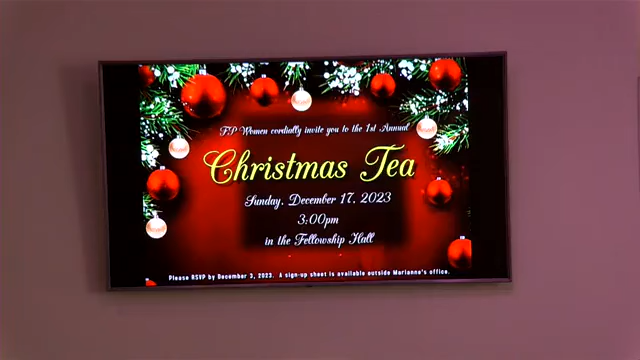 FP Women cordially invite you to the 1st Annual
Christmas Tea
Sunday, December 17, 2023
3:00pm
in the Fellowship Hall
Please RSVP by December 3, 2023. A sign-up sheet is available outside Marianne's office.